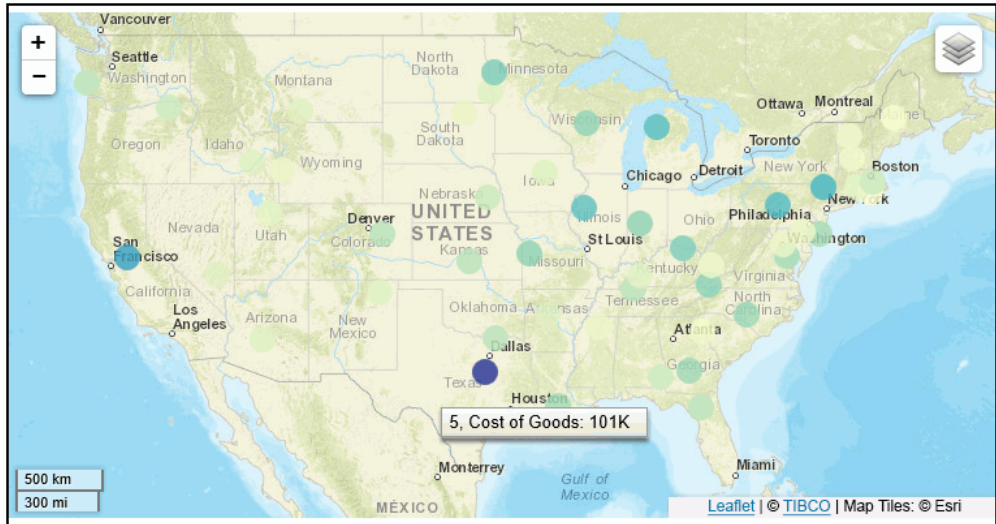 Vancouver
+
−
Seattle
Washington
Montana
North
Dakota
Minnesota
Ottawa
Montreal
Maine
Oregon
Idaho
South
Dakota
Wisconsin
Toronto
Wyoming
Iowa
Chicago
Detroit
New York
Boston
Nebraska
New York
Nevada
Utah
Denver
Colorado
UNITED
STATES
Illinois
Ohio
Philadelphia
San
Francisco
Kansas
St Louis
Missouri
Washington
Kentucky
Virginia
California
Los
Angeles
Arizona
New
Mexico
Oklahoma
Arkansas
Tennessee
North
Carolina
Atlanta
Dallas
Texas
Georgia
Houston
5, Cost of Goods: 101K
Monterrey
Miami
500 km
300 mi
MÉXICO
Gulf of
Mexico
Leaflet | © TIBCO | Map Tiles: © Esri